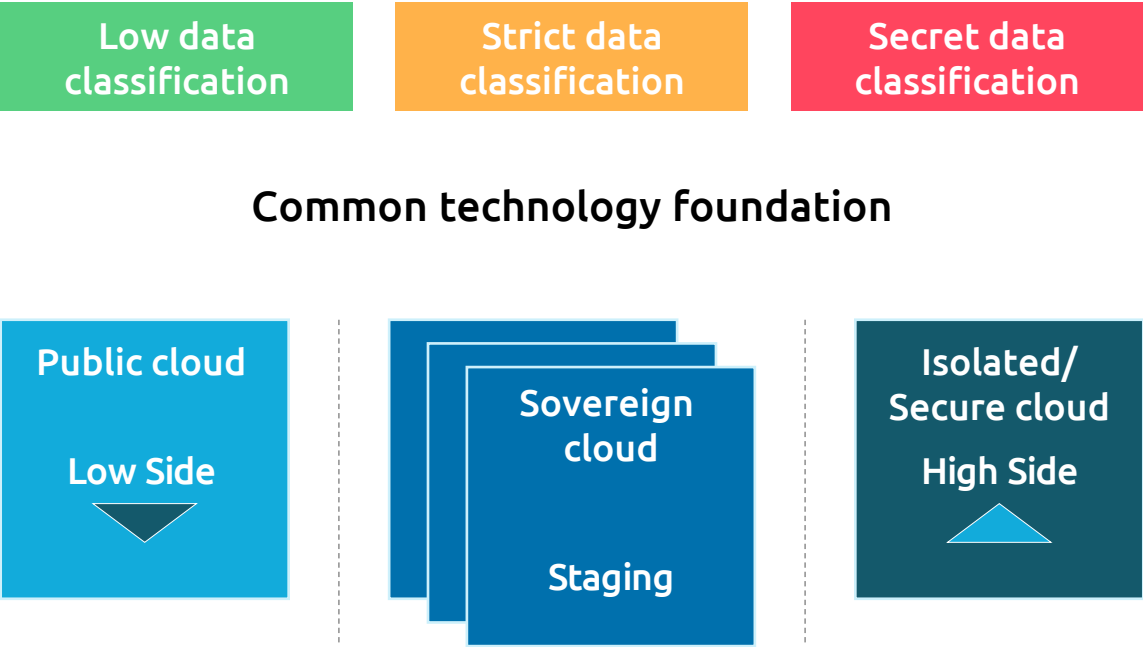 Low data
classification
Strict data
classification
Secret data
classification
Common technology foundation
Public cloud
Low Side
Sovereign
cloud
Staging
Isolated/
Secure cloud
High Side